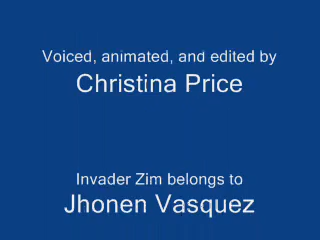 Voiced, animated, and edited by
Christina Price
Invader Zim belongs to
Jhonen Vasquez